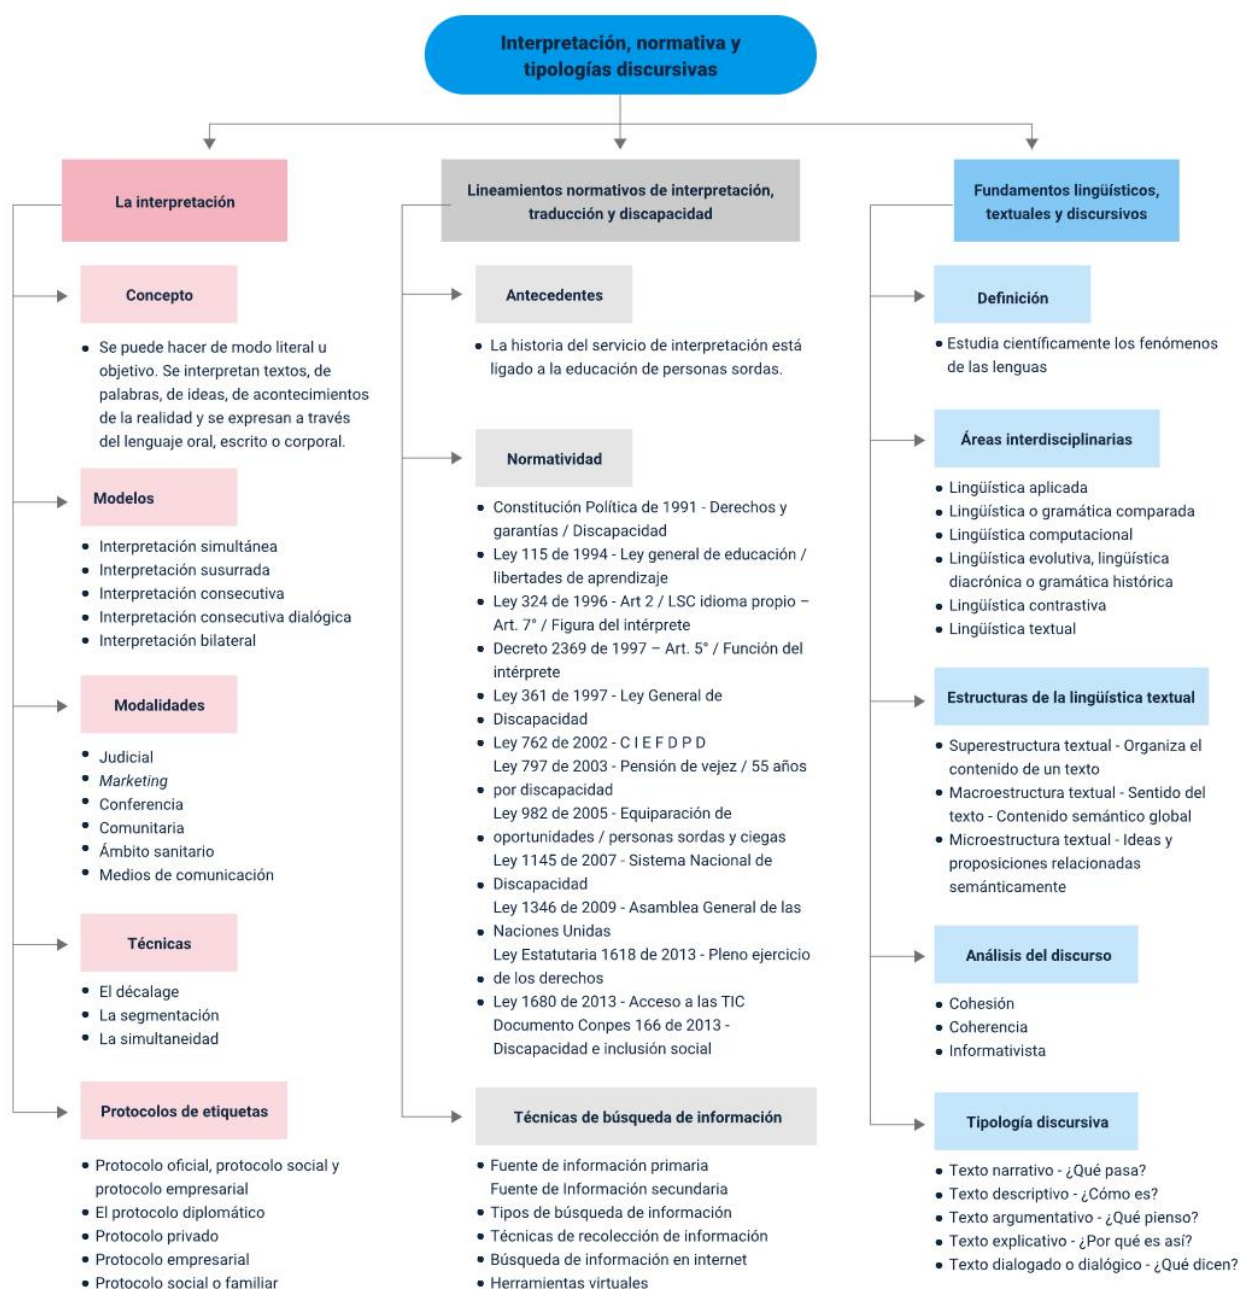 Interpretación, normativa y
tipologías discursivas
La interpretación
Concepto
• Se puede hacer de modo literal u
objetivo. Se interpretan textos, de
palabras, de ideas, de acontecimientos
de la realidad y se expresan a través
del lenguaje oral, escrito o corporal.
Modelos
• Interpretación simultánea
• Interpretación susurrada
• Interpretación consecutiva
• Interpretación consecutiva dialógica
• Interpretación bilateral
Modalidades
• Judicial
• Marketing
• Conferencia
• Comunitaria
• Ámbito sanitario
• Medios de comunicación
Técnicas
• El décalage
• La segmentación
• La simultaneidad
Protocolos de etiquetas
• Protocolo oficial, protocolo social y
protocolo empresarial
• El protocolo diplomático
• Protocolo privado
• Protocolo empresarial
• Protocolo social o familiar
Lineamientos normativos de interpretación,
traducción y discapacidad
Antecedentes
• La historia del servicio de interpretación está
ligado a la educación de personas sordas.
Normatividad
• Constitución Política de 1991 - Derechos y
garantías / Discapacidad
• Ley 115 de 1994 - Ley general de educación /
libertades de aprendizaje
• Ley 324 de 1996 - Art 2 / LSC idioma propio –
Art. 7° / Figura del intérprete
• Decreto 2369 de 1997 – Art. 5° / Función del
intérprete
• Ley 361 de 1997 - Ley General de
• Discapacidad
• Ley 762 de 2002 - C I E F D P D
Ley 797 de 2003 - Pensión de vejez / 55 años
• por discapacidad
Ley 982 de 2005 - Equiparación de
• oportunidades / personas sordas y ciegas
Ley 1145 de 2007 - Sistema Nacional de
• Discapacidad
Ley 1346 de 2009 - Asamblea General de las
• Naciones Unidas
Ley Estatutaria 1618 de 2013 - Pleno ejercicio
• de los derechos
• Ley 1680 de 2013 - Acceso a las TIC
Documento Conpes 166 de 2013 -
Discapacidad e inclusión social
Técnicas de búsqueda de información
• Fuente de información primaria
Fuente de Información secundaria
• Tipos de búsqueda de información
• Técnicas de recolección de información
• Búsqueda de información en internet
• Herramientas virtuales
Fundamentos lingüísticos,
textuales y discursivos
Definición
• Estudia científicamente los fenómenos
de las lenguas
Áreas interdisciplinarias
• Lingüística aplicada
• Lingüística o gramática comparada
• Lingüística computacional
• Lingüística evolutiva, lingüística
diacrónica o gramática histórica
• Lingüística contrastiva
• Lingüística textual
Estructuras de la lingüística textual
• Superestructura textual - Organiza el
contenido de un texto
• Macroestructura textual - Sentido del
texto - Contenido semántico global
• Microestructura textual - Ideas y
proposiciones relacionadas
semánticamente
Análisis del discurso
• Cohesión
• Coherencia
• Informativista
Tipología discursiva
• Texto narrativo - ¿Qué pasa?
• Texto descriptivo - ¿Cómo es?
• Texto argumentativo - ¿Qué pienso?
• Texto explicativo - ¿Por qué es así?
• Texto dialogado o dialógico - ¿Qué dicen?